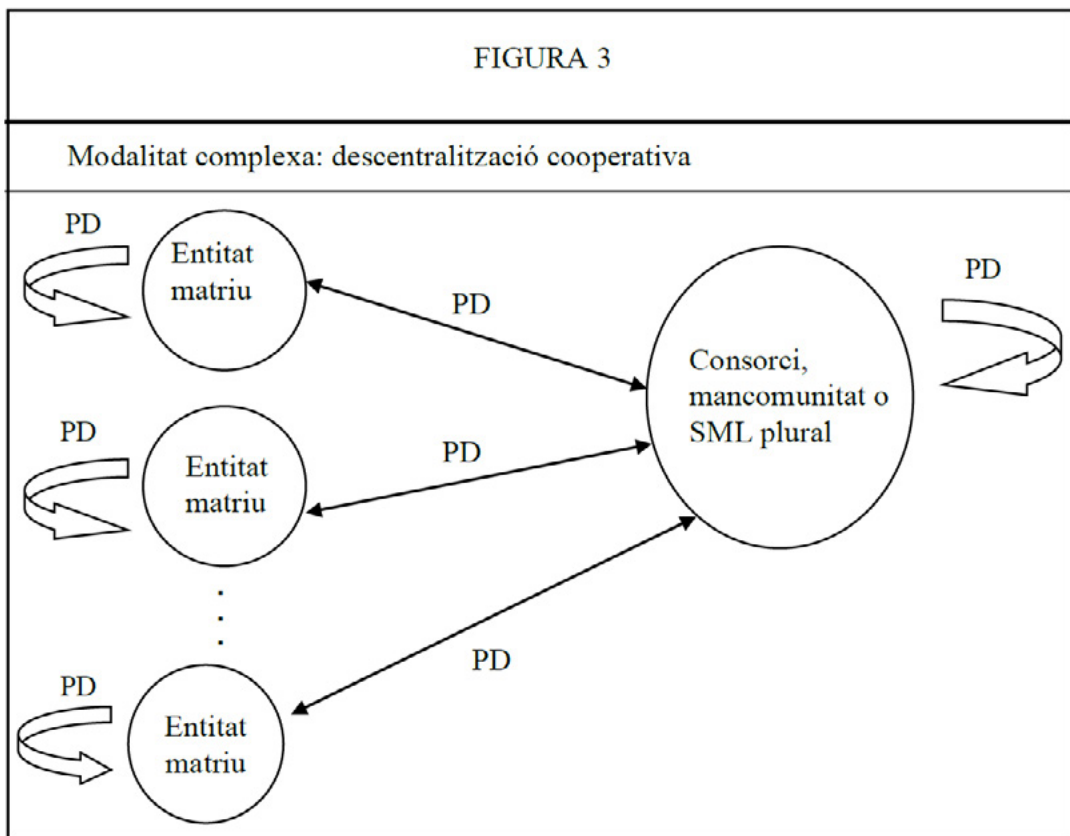 FIGURA 3
Modalitat complexa: descentralització cooperativa
PD
Entitat
matriu
PD
PD
Consorci,
mancomunitat o
SML plural
PD
Entitat
matriu
PD
.
.
.
PD
PD
Entitat
matriu